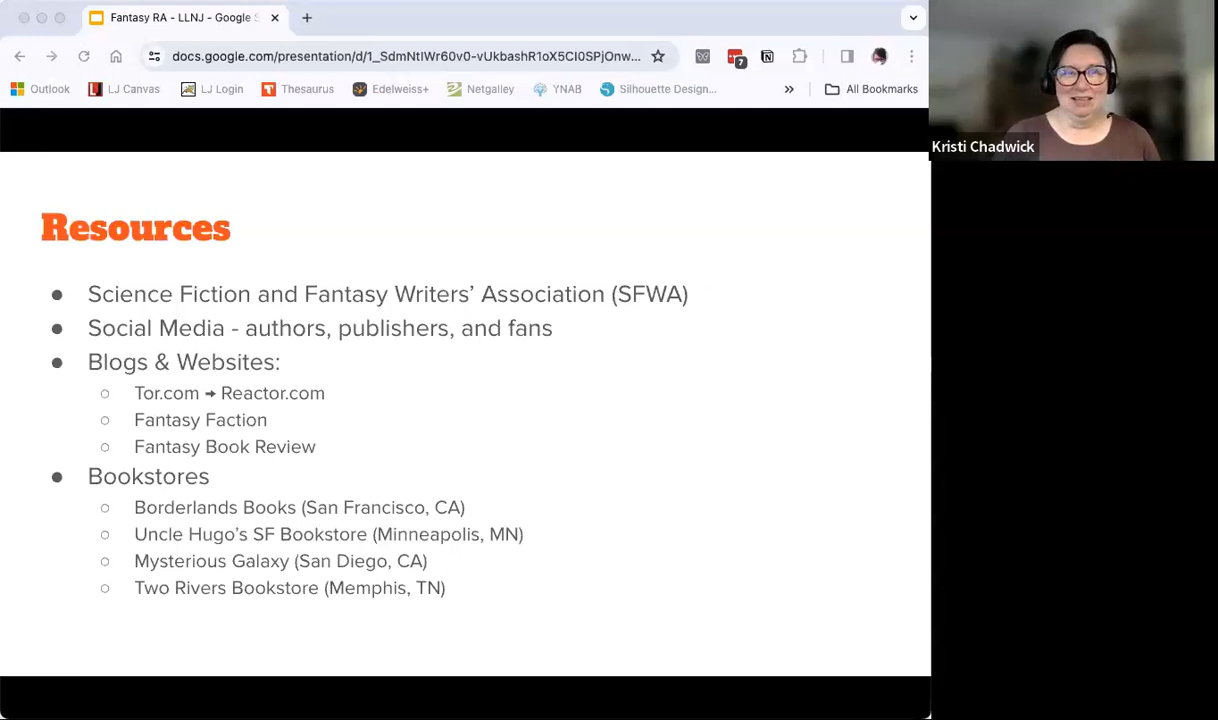 Fantasy RA - LLNJ - Google S
docs.google.com/presentation/d/1_SdmNtIWr60v0-vUkbashR1oX5CI0SPjOnw...
7
Outlook LJ Canvas LJ Login Thesaurus Edelweiss+ Netgalley YNAB Silhouette Design... » All Bookmarks
Kristi Chadwick
Resources
● Science Fiction and Fantasy Writers’ Association (SFWA)
● Social Media - authors, publishers, and fans
● Blogs & Websites:
○ Tor.com → Reactor.com
○ Fantasy Faction
○ Fantasy Book Review
● Bookstores
○ Borderlands Books (San Francisco, CA)
○ Uncle Hugo’s SF Bookstore (Minneapolis, MN)
○ Mysterious Galaxy (San Diego, CA)
○ Two Rivers Bookstore (Memphis, TN)